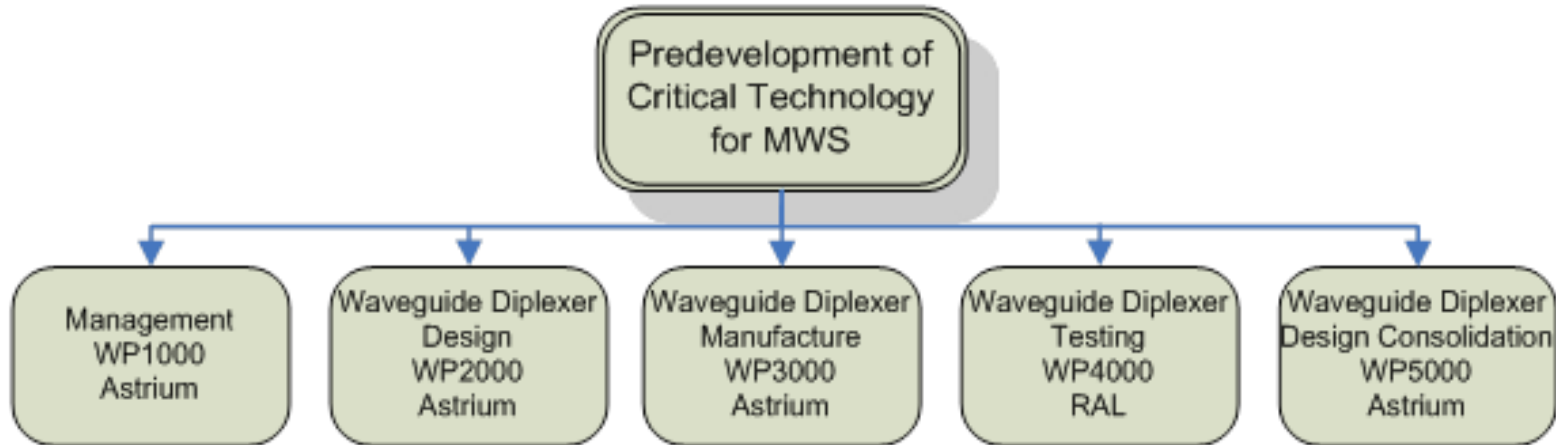 Predevelopment of
Critical Technology
for MWS
Management
WP1000
Astrium
Waveguide Diplexer
Design
WP2000
Astrium
Waveguide Diplexer
Manufacture
WP3000
Astrium
Waveguide Diplexer
Testing
WP4000
RAL
Waveguide Diplexer
Design Consolidation
WP5000
Astrium